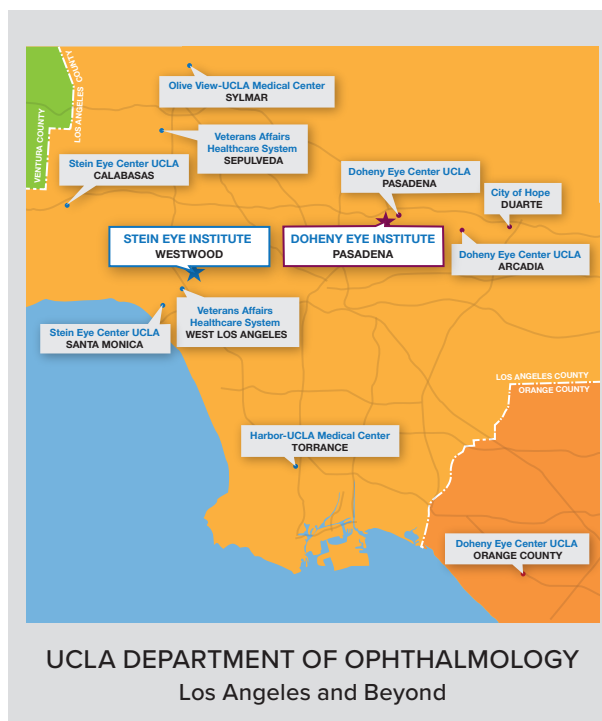 VENTURA COUNTY
LOS ANGELES COUNTY
Olive View-UCLA Medical Center
SYLMAR
Veterans Affairs
Healthcare System
SEPULVEDA
Stein Eye Center UCLA
CALABASAS
Doheny Eye Center UCLA
PASADENA
City of Hope
DUARTE
STEIN EYE INSTITUTE
WESTWOOD
DOHENY EYE INSTITUTE
PASADENA
Doheny Eye Center UCLA
ARCADIA
Veterans Affairs
Healthcare System
WEST LOS ANGELES
Stein Eye Center UCLA
SANTA MONICA
LOS ANGELES COUNTY
ORANGE COUNTY
Harbor-UCLA Medical Center
TORRANCE
Doheny Eye Center UCLA
ORANGE COUNTY
UCLA DEPARTMENT OF OPHTHALMOLOGY
Los Angeles and Beyond